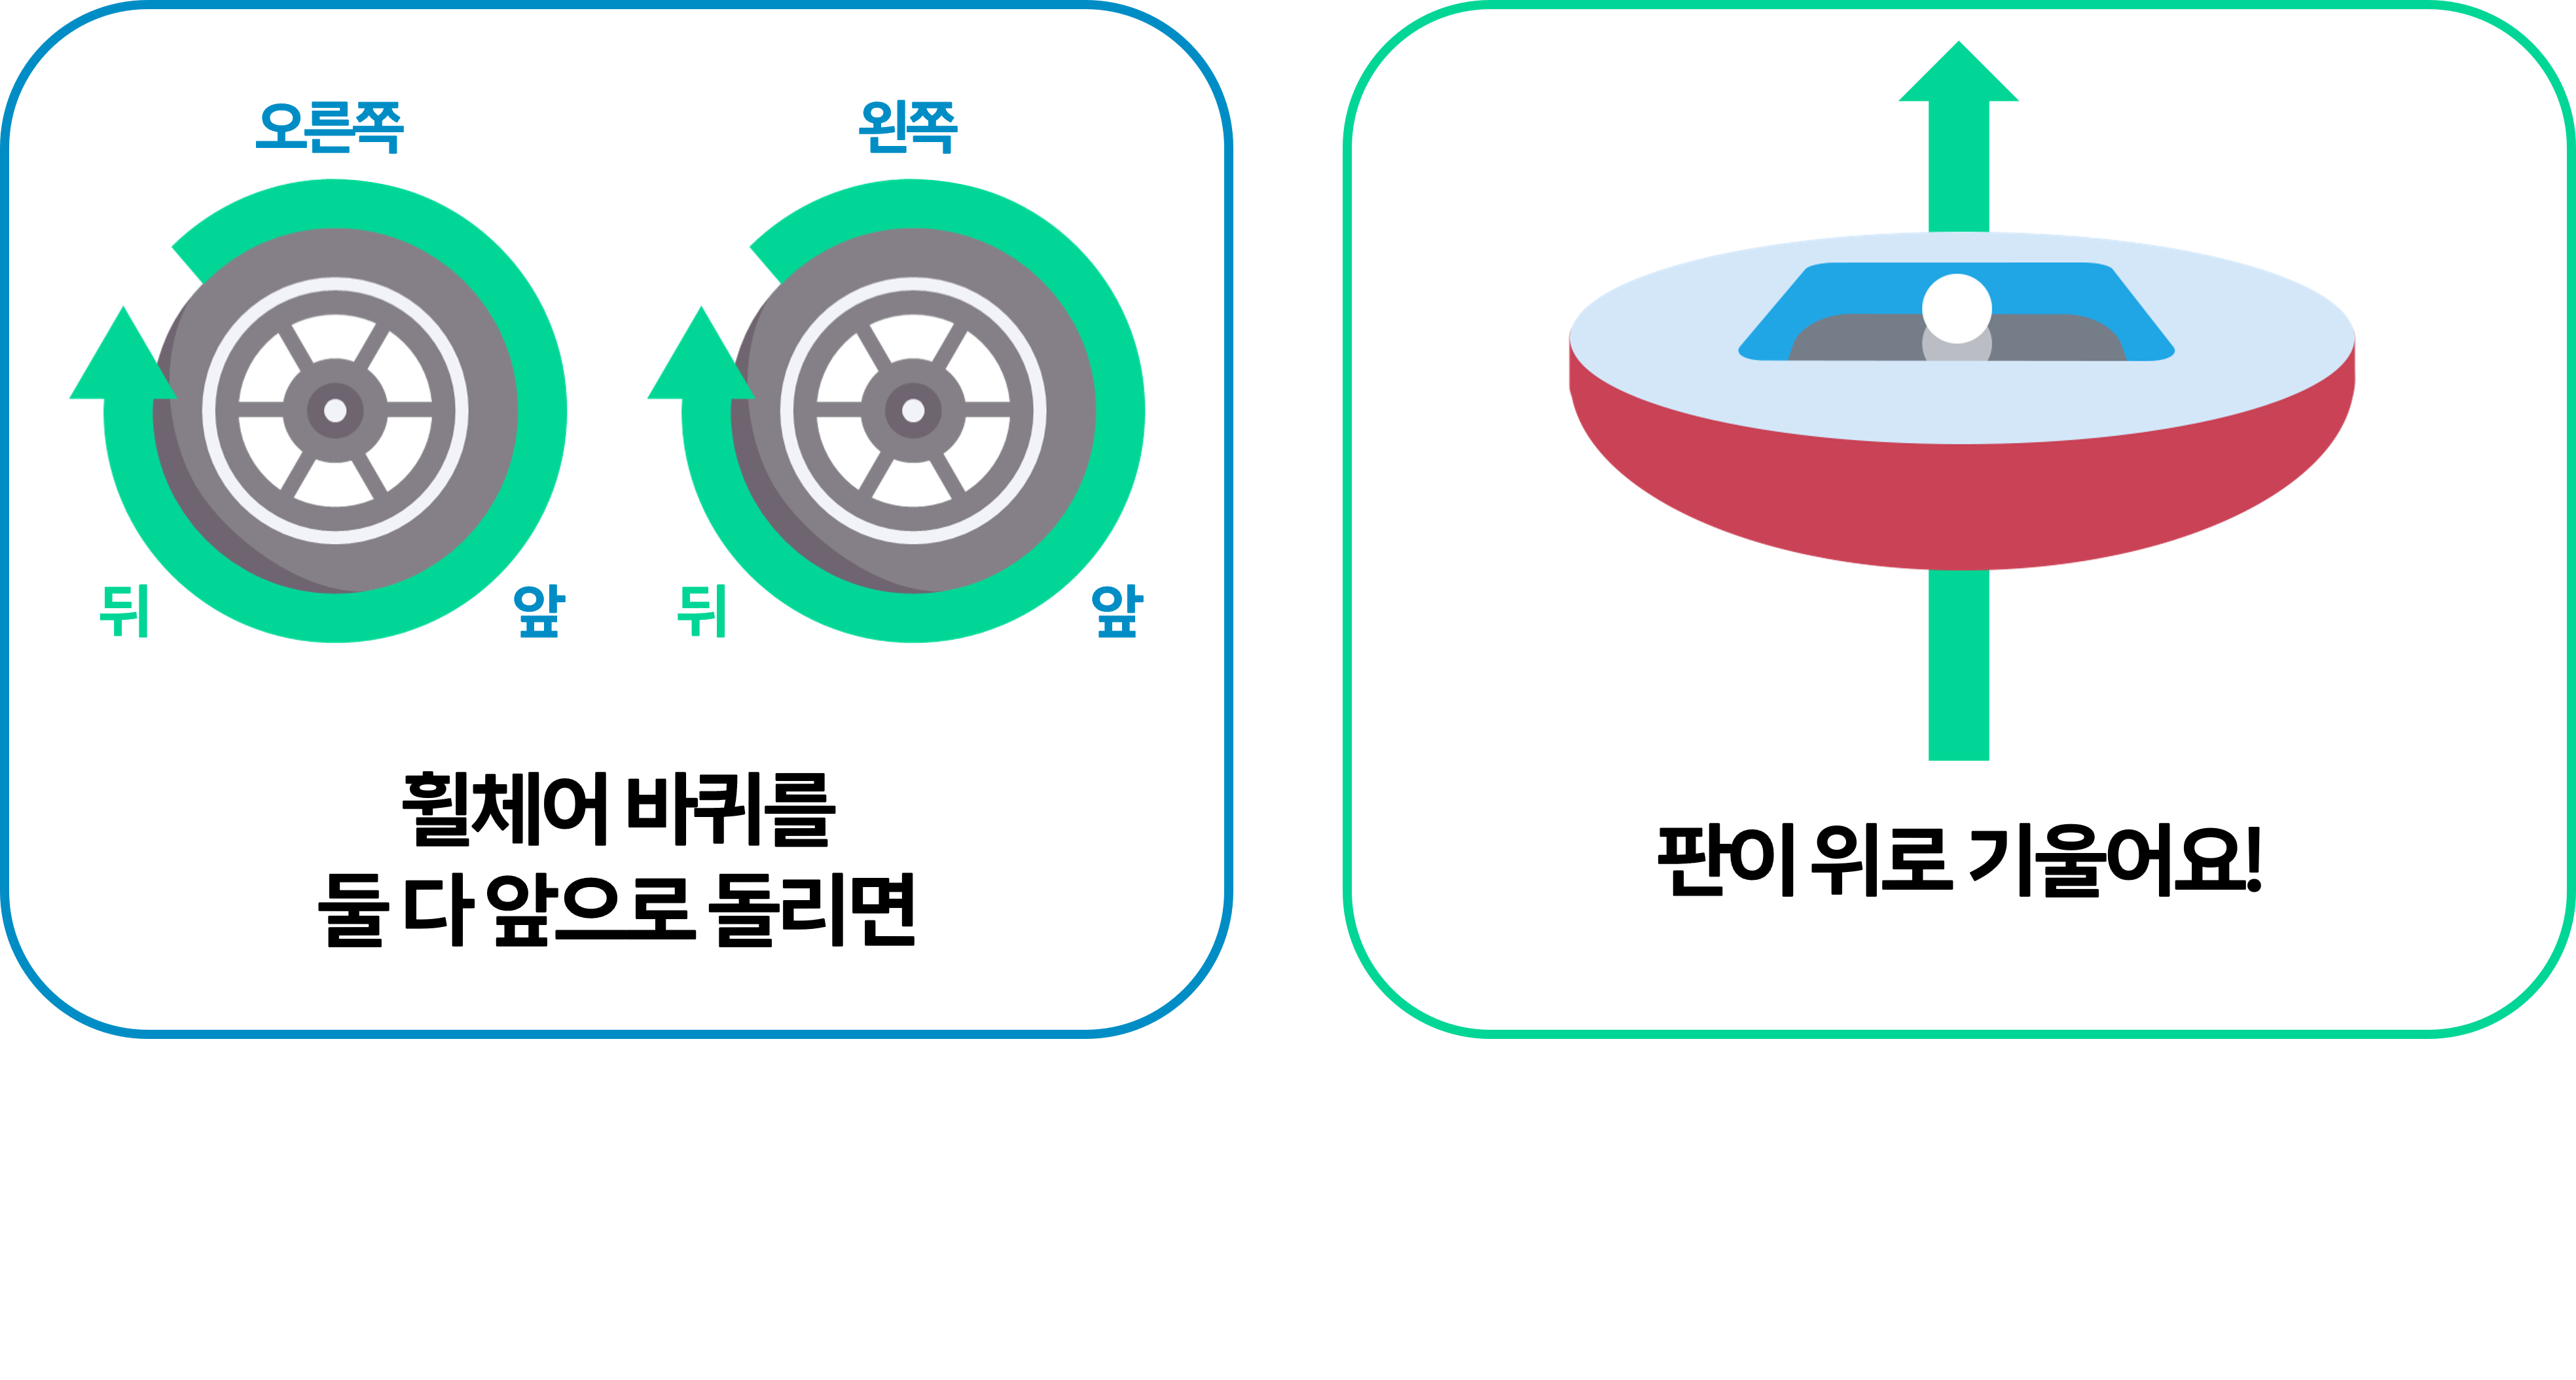 오른쪽
왼쪽
뒤
앞
뒤
앞
휠체어 바퀴를
둘 다 앞으로 돌리면
판이 위로 기울어요!